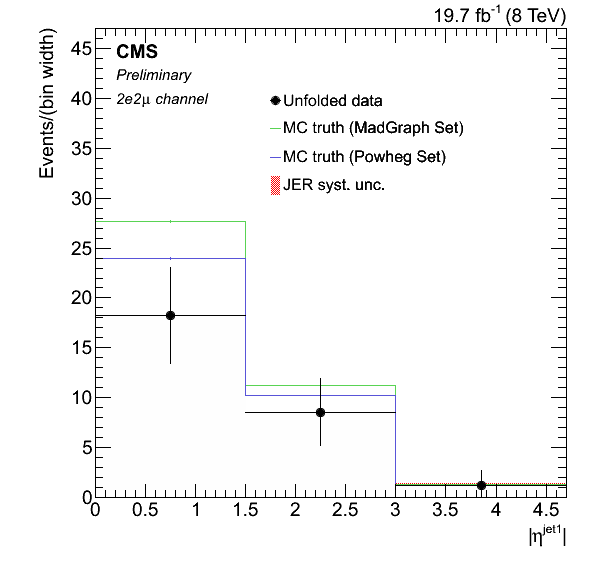 19.7 fb⁻¹ (8 TeV)
Events/(bin width)
CMS
Preliminary
2e2μ channel
Unfolded data
MC truth (MadGraph Set)
MC truth (Powheg Set)
JER syst. unc.
45
40
35
30
25
20
15
10
5
0
0 0.5 1 1.5 2 2.5 3 3.5 4 4.5
|η^jet1|